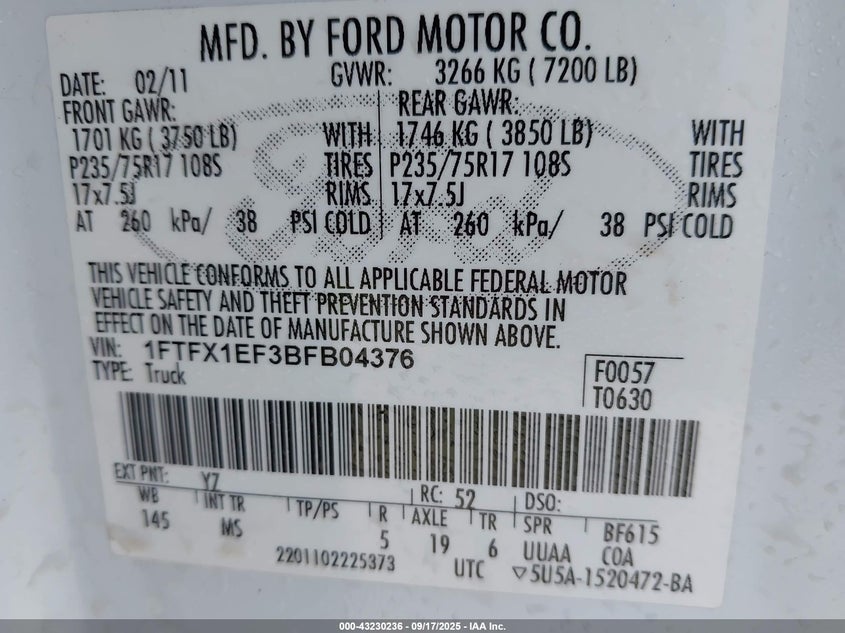 MFD. BY FORD MOTOR CO.
DATE: 02/11 GVWR: 3266 KG ( 7200 LB)
FRONT GAWR: REAR GAWR:
1701 KG ( 3750 LB) WITH 1746 KG ( 3850 LB) WITH
P235/75R17 108S TIRES P235/75R17 108S TIRES
17x7.5J RIMS 17x7.5J RIMS
AT 260 kPa/ 38 PSI COLD AT 260 kPa/ 38 PSI COLD
Ford
THIS VEHICLE CONFORMS TO ALL APPLICABLE FEDERAL MOTOR
VEHICLE SAFETY AND THEFT PREVENTION STANDARDS IN
EFFECT ON THE DATE OF MANUFACTURE SHOWN ABOVE.
VIN: 1FTFX1EF3BFB04376
TYPE: Truck
F0057
T0630
EXT PNT: YZ RC: 52 DSO:
WB INT TR TP/PS R AXLE TR SPR BF615
145 MS 5 19 6 UUAA COA
2201102225373 UTC ▽5U5A-1520472-BA
000-43230236 - 09/17/2025 - IAA Inc.